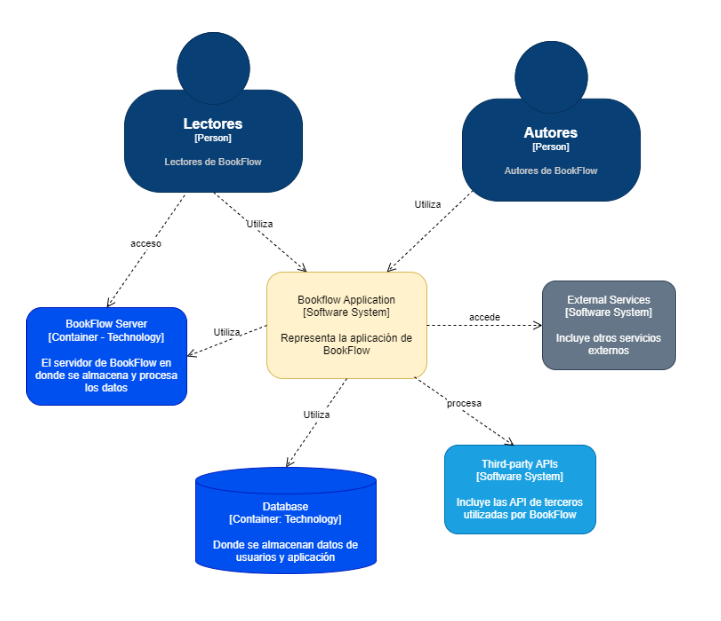 Lectores
[Person]
Lectores de BookFlow
Autores
[Person]
Autores de BookFlow
acceso
Utiliza
Utiliza
Bookflow Application
[Software System]
Representa la aplicación de
BookFlow
BookFlow Server
[Container - Technology]
El servidor de BookFlow en
donde se almacena y procesa
los datos
Utiliza
accede
External Services
[Software System]
Incluye otros servicios
externos
Utiliza
procesa
Database
[Container: Technology]
Donde se almacenan datos de
usuarios y aplicación
Third-party APIs
[Software System]
Incluye las API de terceros
utilizadas por BookFlow